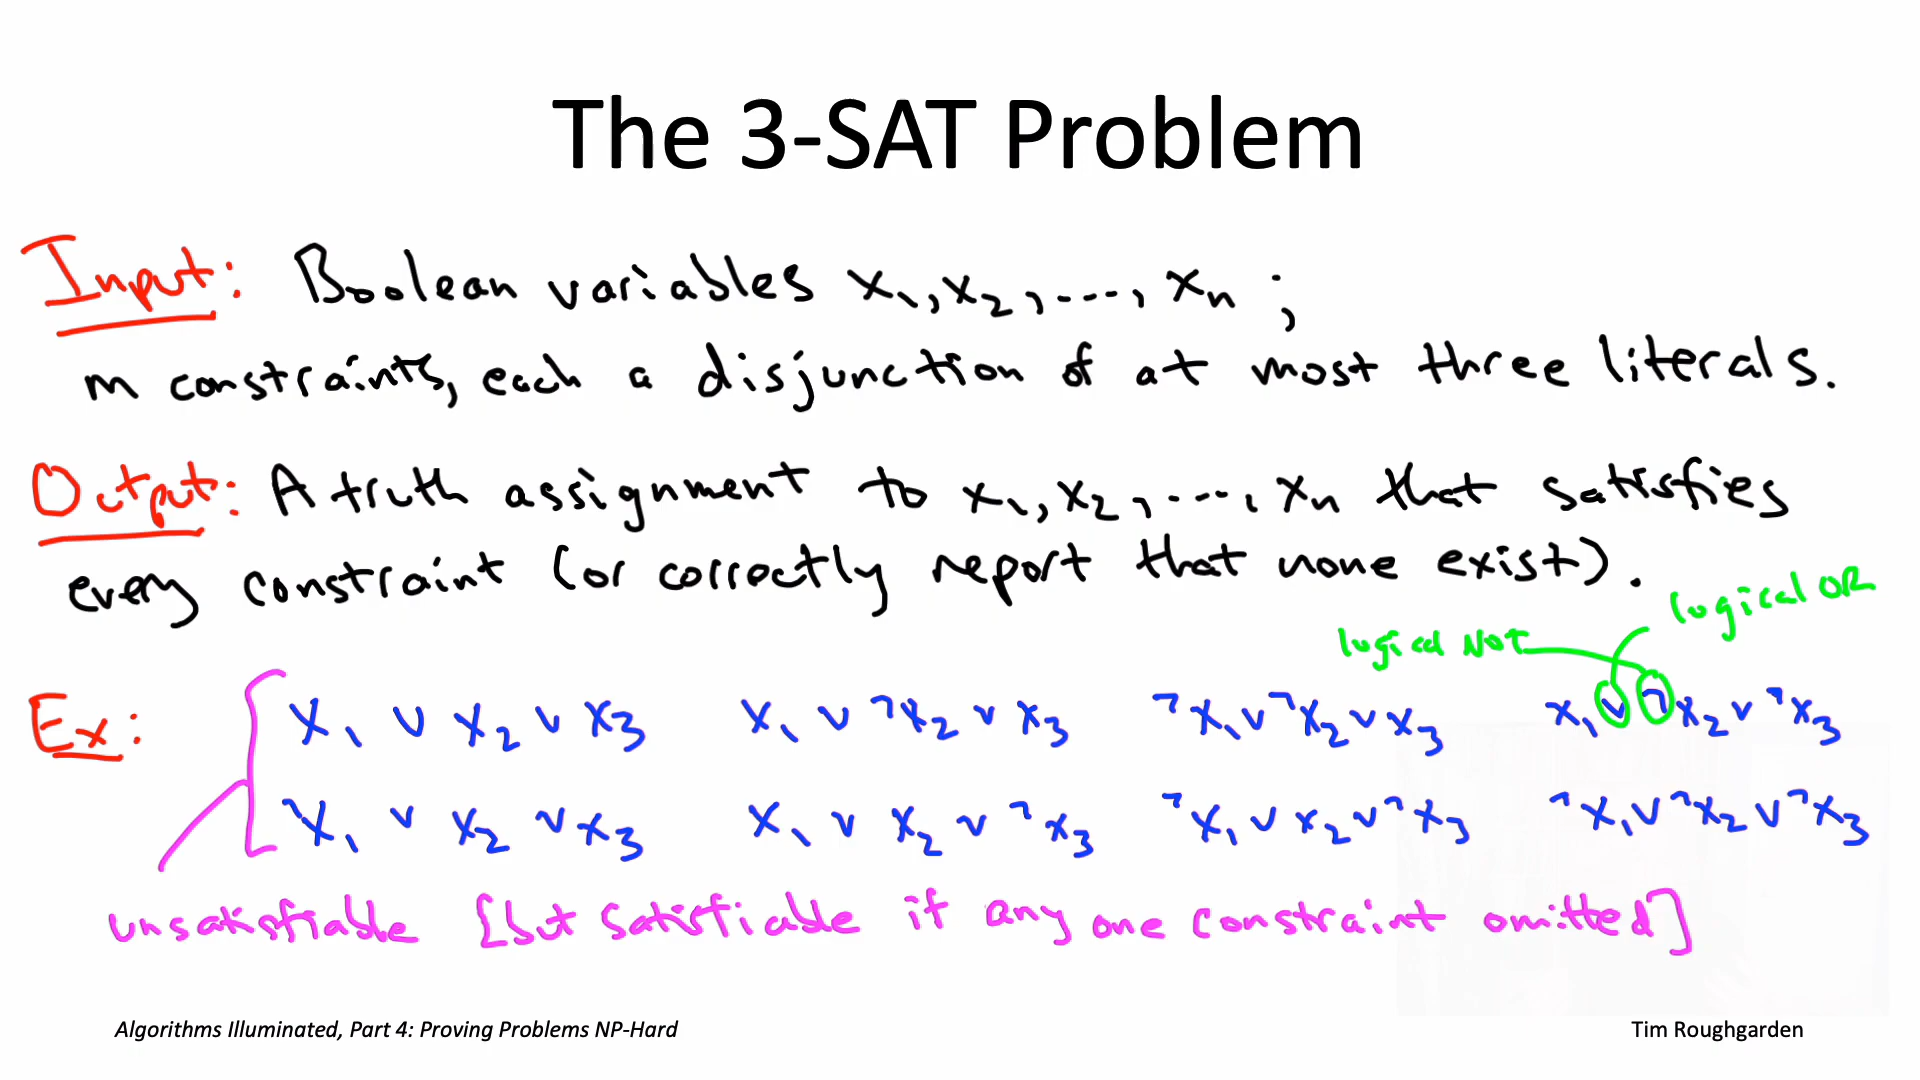 The 3-SAT Problem
Input: Boolean variables x₁, x₂, ..., xₙ ;
m constraints, each a disjunction of at most three literals.
Output: A truth assignment to x₁, x₂, ..., xₙ that satisfies
every constraint (or correctly report that none exist).
logical OR
logical NOT
Ex: x₁ ∨ x₂ ∨ x₃ x₁ ∨ ¬x₂ ∨ x₃ ¬x₁ ∨ ¬x₂ ∨ x₃ x₁ ∨ ¬x₂ ∨ ¬x₃
¬x₁ ∨ x₂ ∨ x₃ x₁ ∨ x₂ ∨ ¬x₃ ¬x₁ ∨ x₂ ∨ ¬x₃ ¬x₁ ∨ ¬x₂ ∨ ¬x₃
unsatisfiable [but satisfiable if any one constraint omitted]
Algorithms Illuminated, Part 4: Proving Problems NP-Hard
Tim Roughgarden